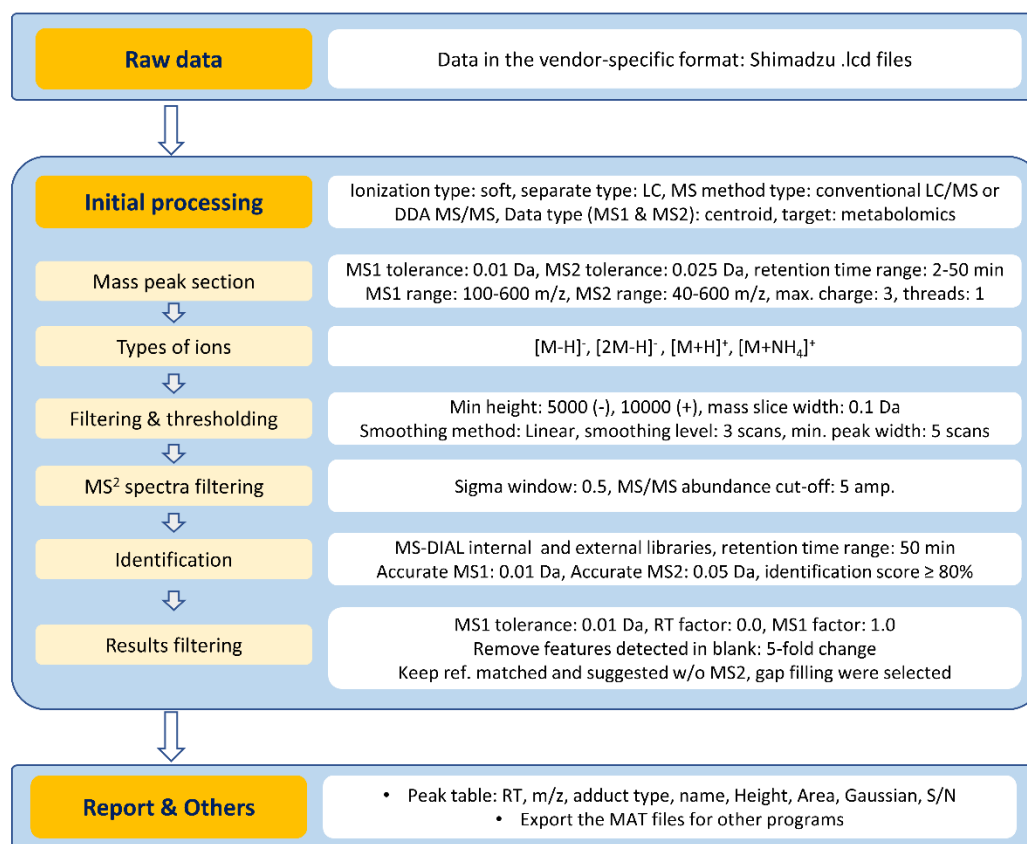 Raw data
Data in the vendor-specific format: Shimadzu .lcd files
Initial processing
Ionization type: soft, separate type: LC, MS method type: conventional LC/MS or
DDA MS/MS, Data type (MS1 & MS2): centroid, target: metabolomics
Mass peak section
MS1 tolerance: 0.01 Da, MS2 tolerance: 0.025 Da, retention time range: 2-50 min
MS1 range: 100-600 m/z, MS2 range: 40-600 m/z, max. charge: 3, threads: 1
Types of ions
[M-H]⁻, [2M-H]⁻ , [M+H]⁺, [M+NH₄]⁺
Filtering & thresholding
Min height: 5000 (-), 10000 (+), mass slice width: 0.1 Da
Smoothing method: Linear, smoothing level: 3 scans, min. peak width: 5 scans
MS² spectra filtering
Sigma window: 0.5, MS/MS abundance cut-off: 5 amp.
Identification
MS-DIAL internal and external libraries, retention time range: 50 min
Accurate MS1: 0.01 Da, Accurate MS2: 0.05 Da, identification score ≥ 80%
Results filtering
MS1 tolerance: 0.01 Da, RT factor: 0.0, MS1 factor: 1.0
Remove features detected in blank: 5-fold change
Keep ref. matched and suggested w/o MS2, gap filling were selected
Report & Others
• Peak table: RT, m/z, adduct type, name, Height, Area, Gaussian, S/N
• Export the MAT files for other programs